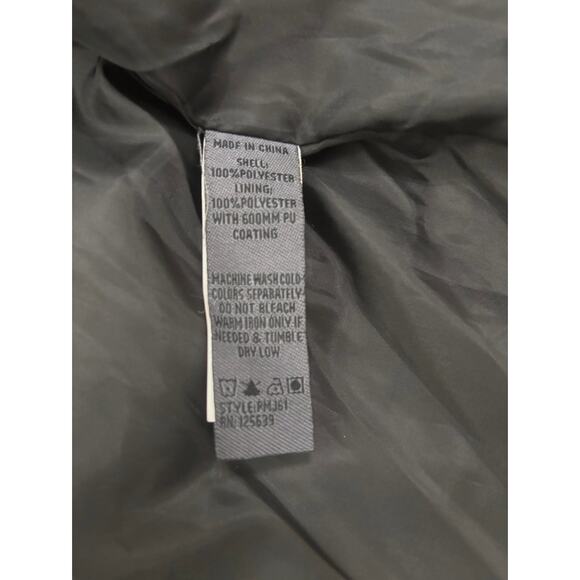 MADE IN CHINA
SHELL:
100%POLYESTER
LINING:
100%POLYESTER
WITH 600MM PU
COATING
MACHINE WASH COLD
COLORS SEPARATELY
DO NOT BLEACH
WARM IRON ONLY IF
NEEDED & TUMBLE
DRY LOW
STYLE:PMJ61
RN: 125639